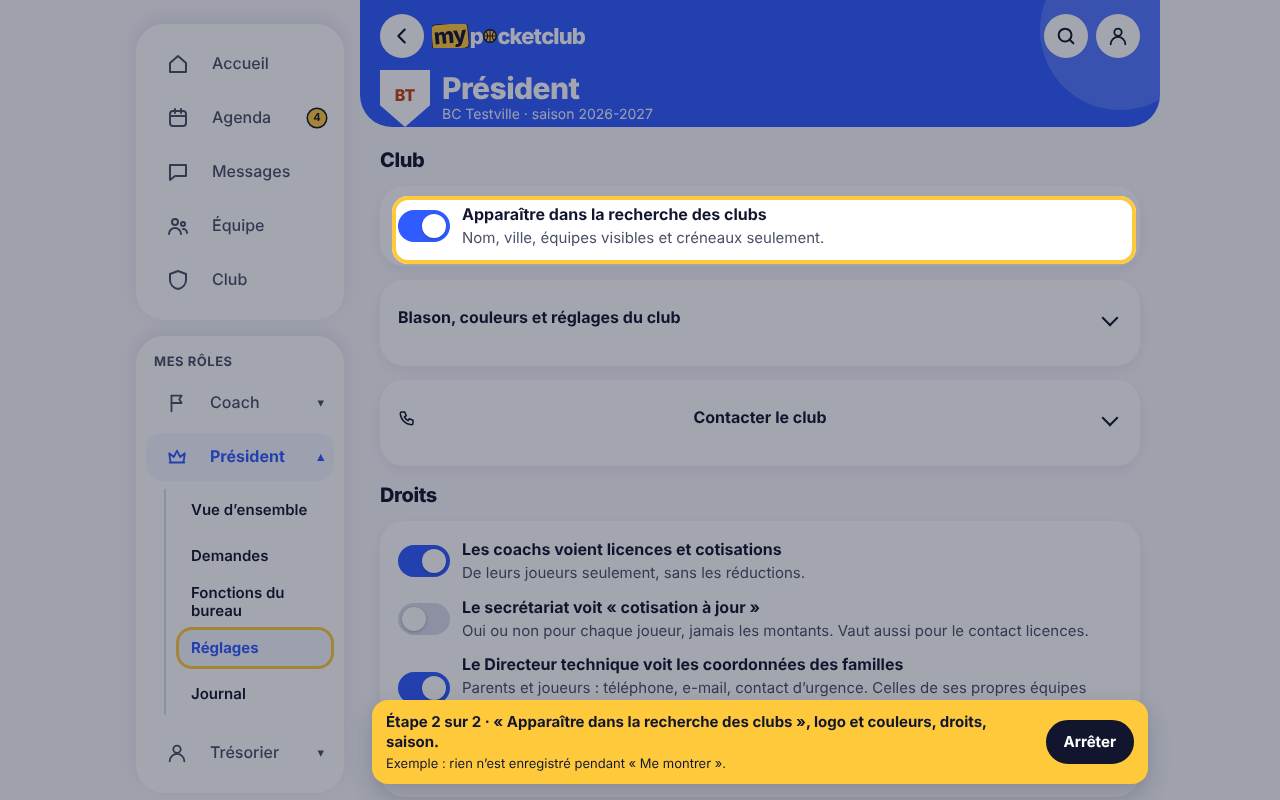 Accueil
Agenda
4
Messages
Équipe
Club
MES RÔLES
Coach
Président
Vue d’ensemble
Demandes
Fonctions du
bureau
Réglages
Journal
Trésorier
mypocketclub
BT
Président
BC Testville · saison 2026-2027
Club
Apparaître dans la recherche des clubs
Nom, ville, équipes visibles et créneaux seulement.
Blason, couleurs et réglages du club
Contacter le club
Droits
Les coachs voient licences et cotisations
De leurs joueurs seulement, sans les réductions.
Le secrétariat voit « cotisation à jour »
Oui ou non pour chaque joueur, jamais les montants. Vaut aussi pour le contact licences.
Le Directeur technique voit les coordonnées des familles
Parents et joueurs : téléphone, e-mail, contact d’urgence. Celles de ses propres équipes
Étape 2 sur 2 · « Apparaître dans la recherche des clubs », logo et couleurs, droits,
saison.
Exemple : rien n’est enregistré pendant « Me montrer ».
Arrêter